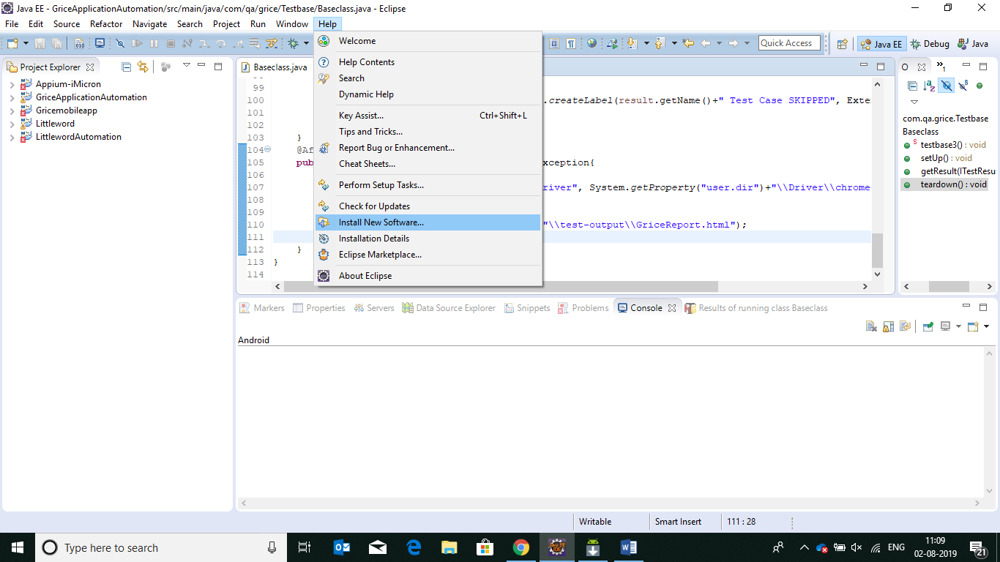 Java EE - GriceApplicationAutomation/src/main/java/com/qa/grice/Testbase/Baseclass.java - Eclipse
File Edit Source Refactor Navigate Search Project Run Window Help
Quick Access
Java EE
Debug
Java
Project Explorer
Appium-iMicron
GriceApplicationAutomation
Gricemobileapp
Littleword
LittlewordAutomation
Welcome
Help Contents
Search
Dynamic Help
Key Assist... Ctrl+Shift+L
Tips and Tricks...
Report Bug or Enhancement...
Cheat Sheets...
Perform Setup Tasks...
Check for Updates
Install New Software...
Installation Details
Eclipse Marketplace...
About Eclipse
Baseclass.java
99
100 .createLabel(result.getName()+" Test Case SKIPPED", Exter
101
102
103 }
104 @Af
105 pub xception{
106
107 river", System.getProperty("user.dir")+"\\Driver\\chrome
108
109
110 "\\test-output\\GriceReport.html");
111
112 }
113 }
114
O
1
com.qa.grice.Testbase
Baseclass
testbase3() : void
setUp() : void
getResult(ITestResu
teardown() : void
Markers Properties Servers Data Source Explorer Snippets Problems Console Results of running class Baseclass
Android
Writable Smart Insert 111 : 28
Type here to search
ENG
11:09
02-08-2019
21